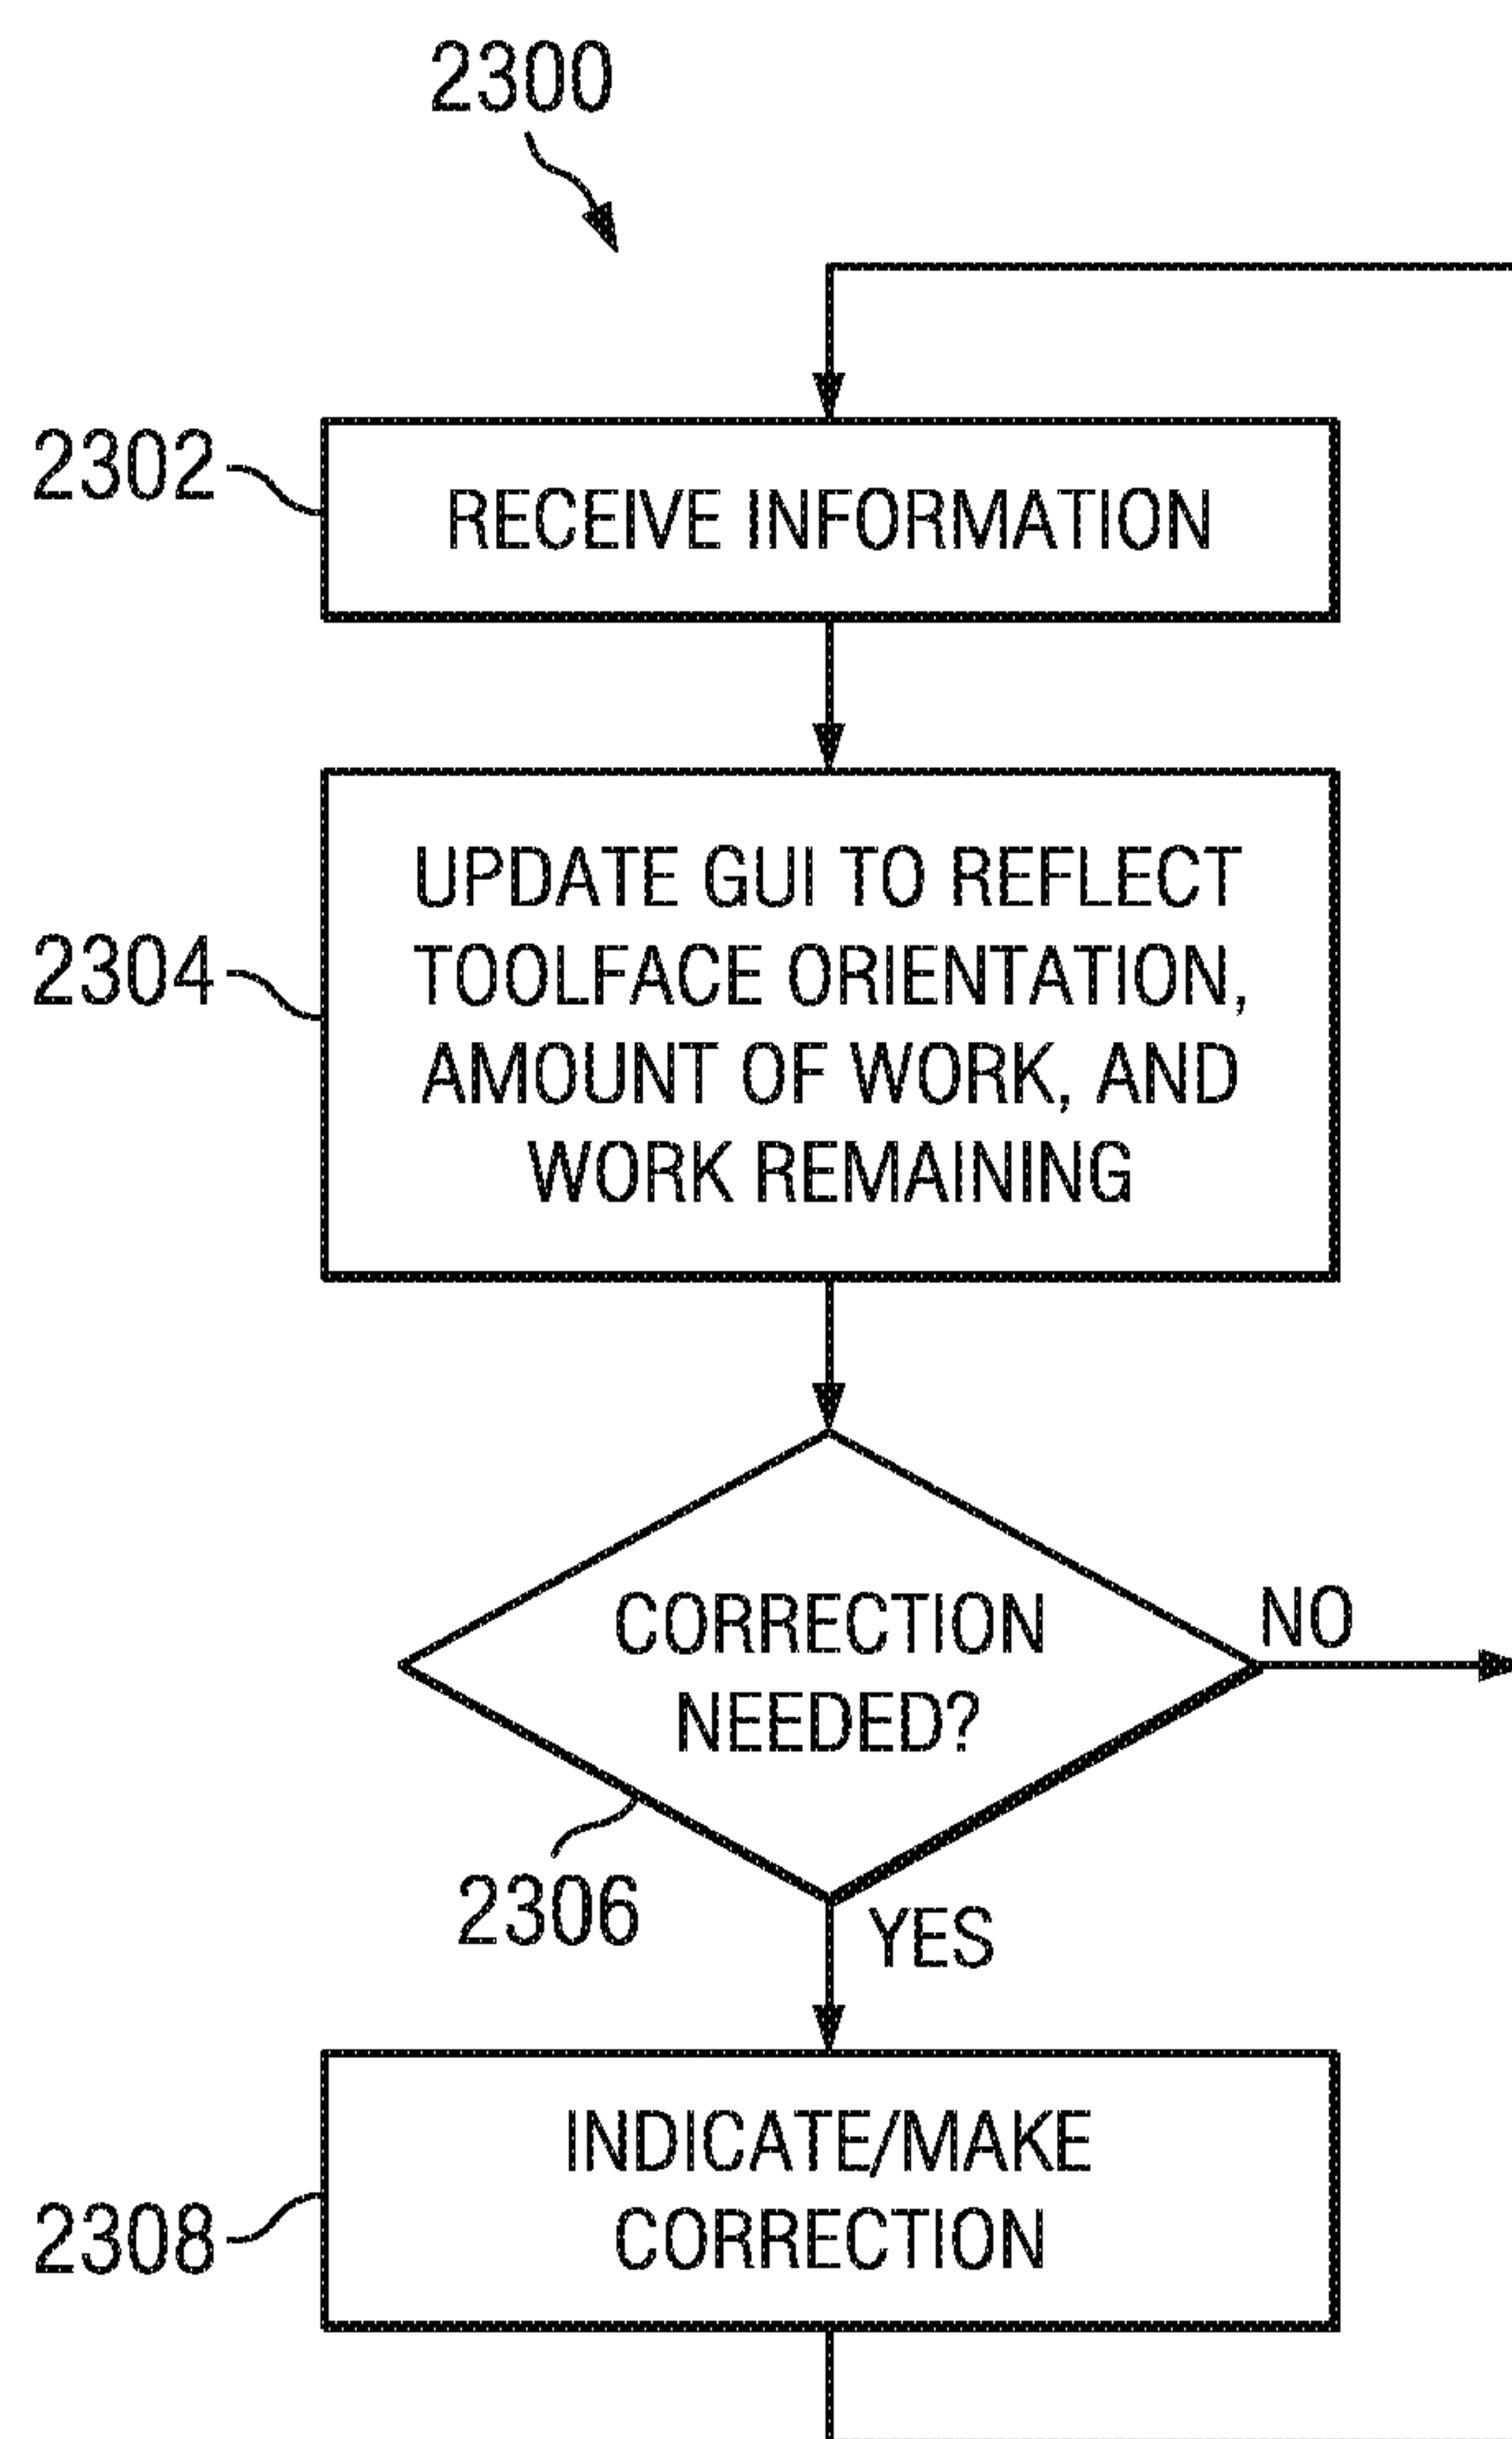 2300
2302
RECEIVE INFORMATION
2304
UPDATE GUI TO REFLECT
TOOLFACE ORIENTATION,
AMOUNT OF WORK, AND
WORK REMAINING
CORRECTION
NEEDED?
NO
2306
YES
2308
INDICATE/MAKE
CORRECTION